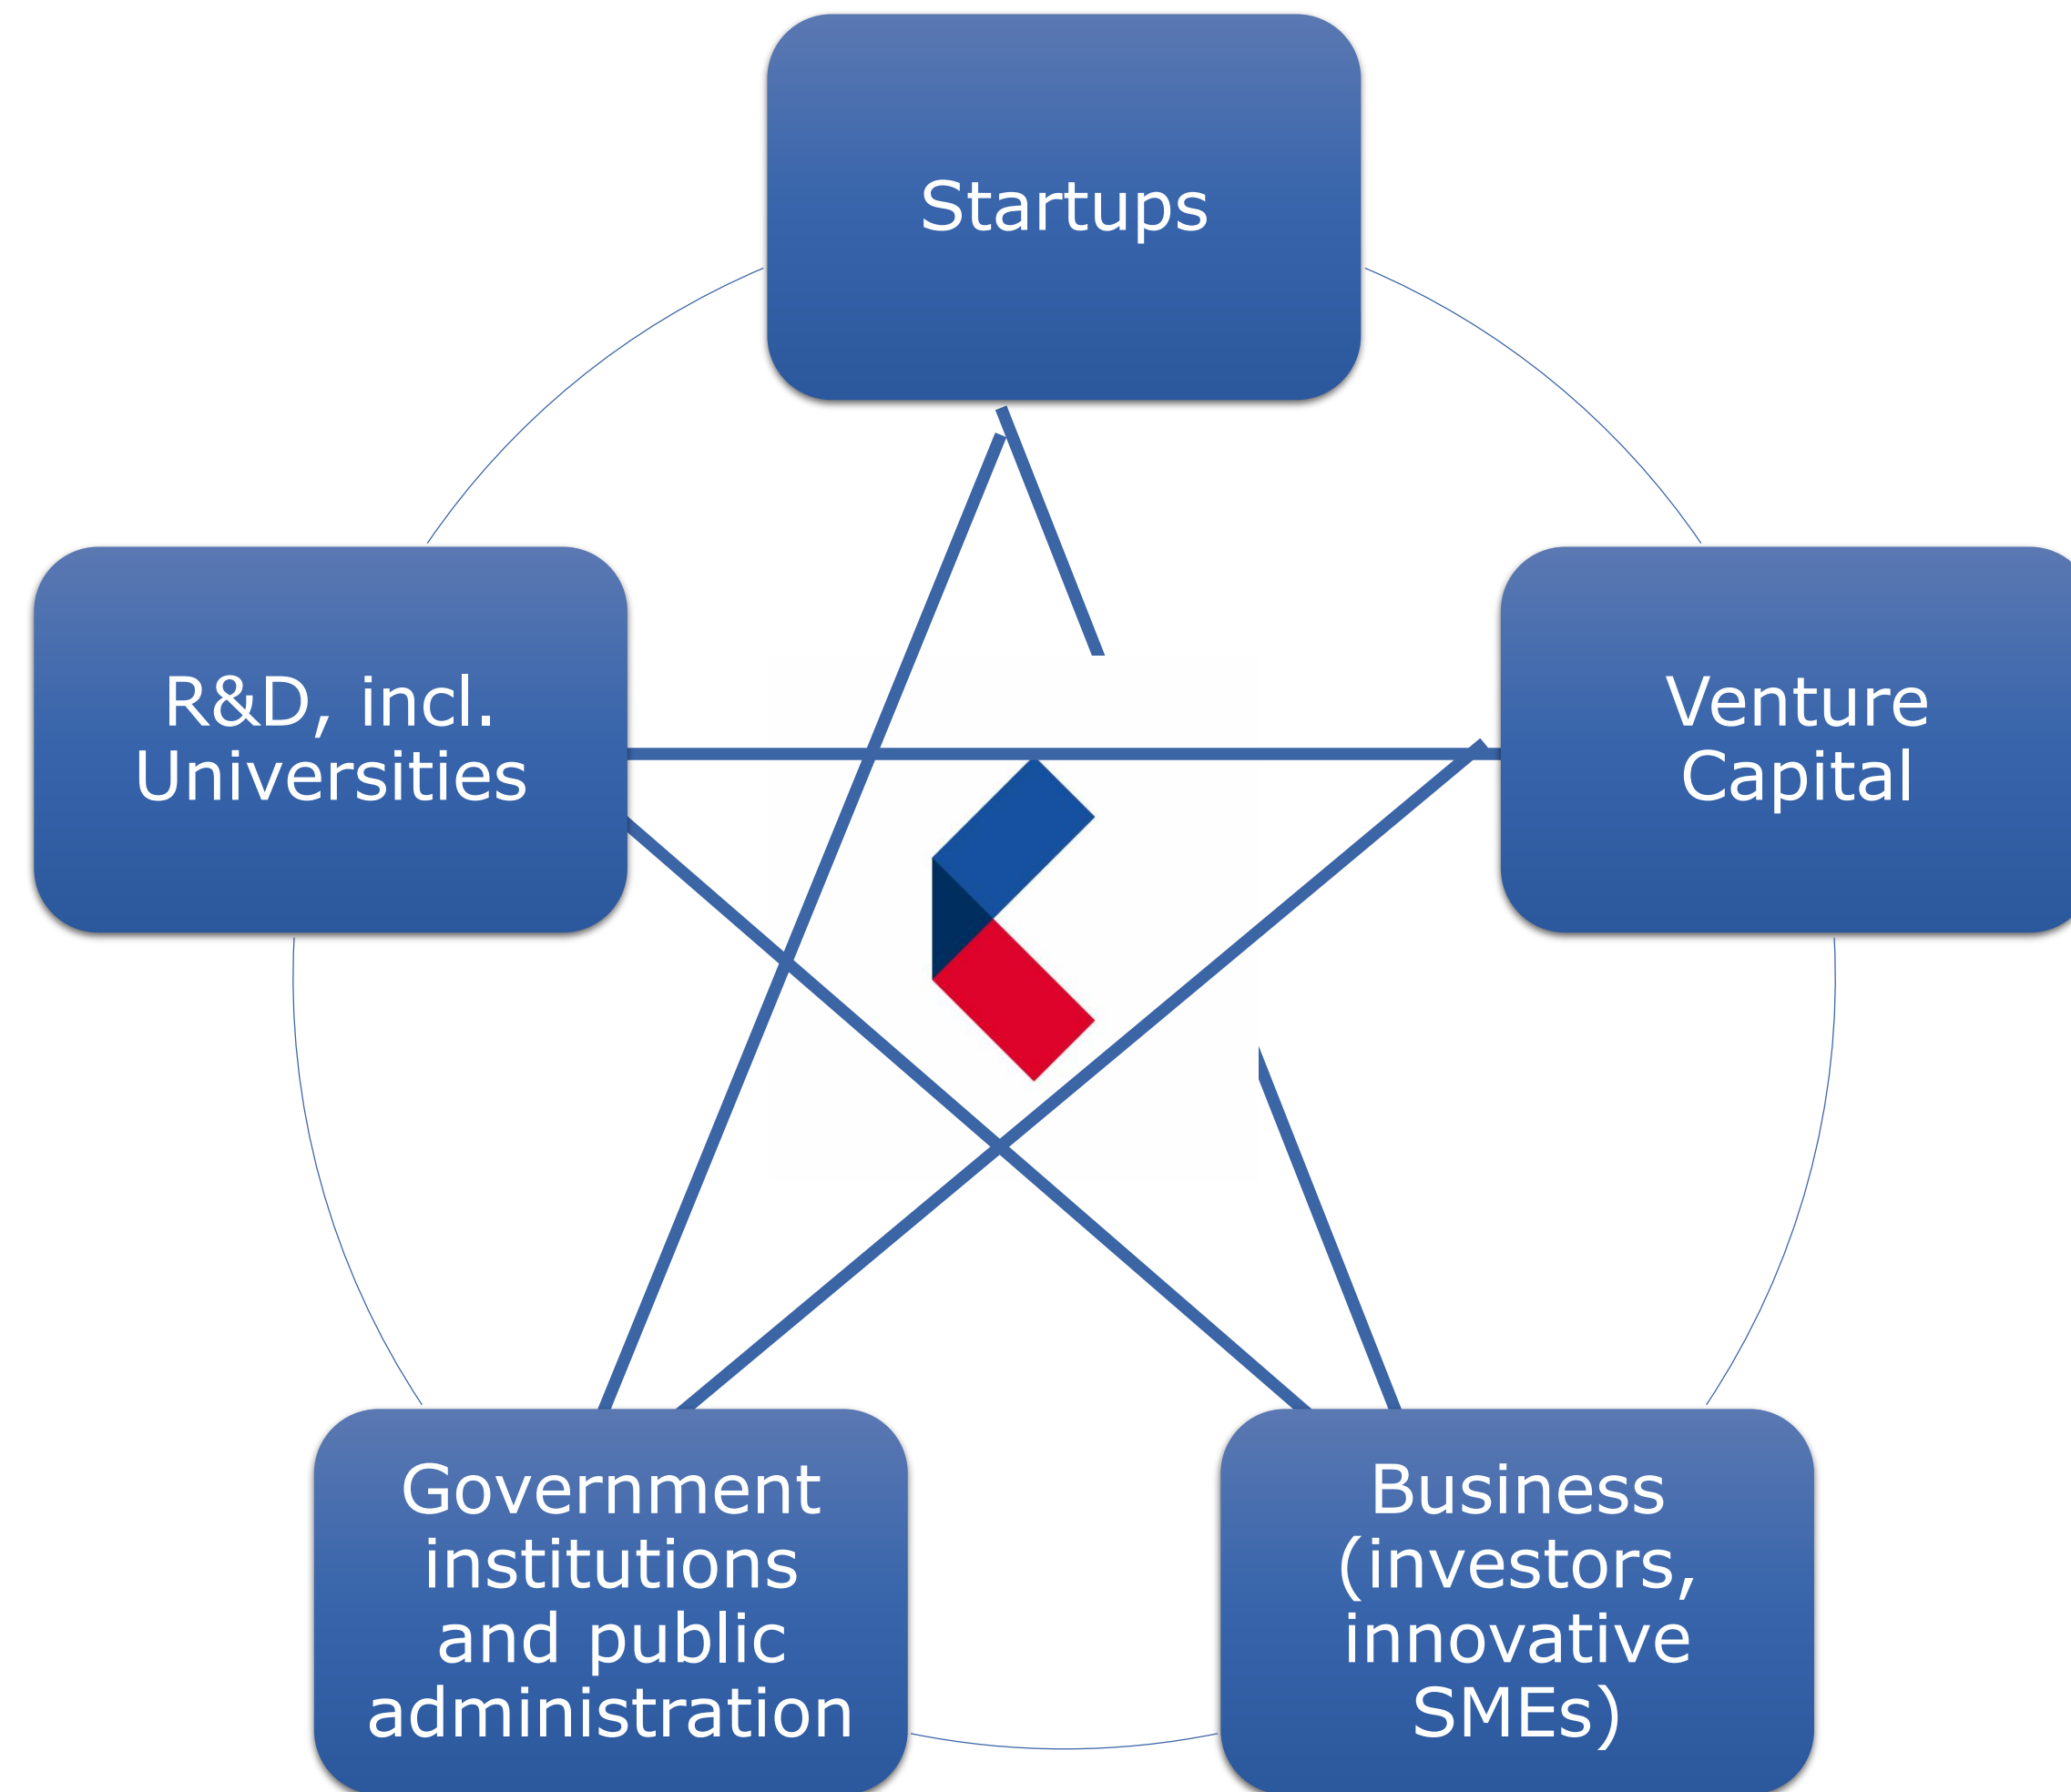 Startups
R&D, incl.
Universities
Venture
Capital
Government
institutions
and public
administration
Business
(investors,
innovative
SMEs)